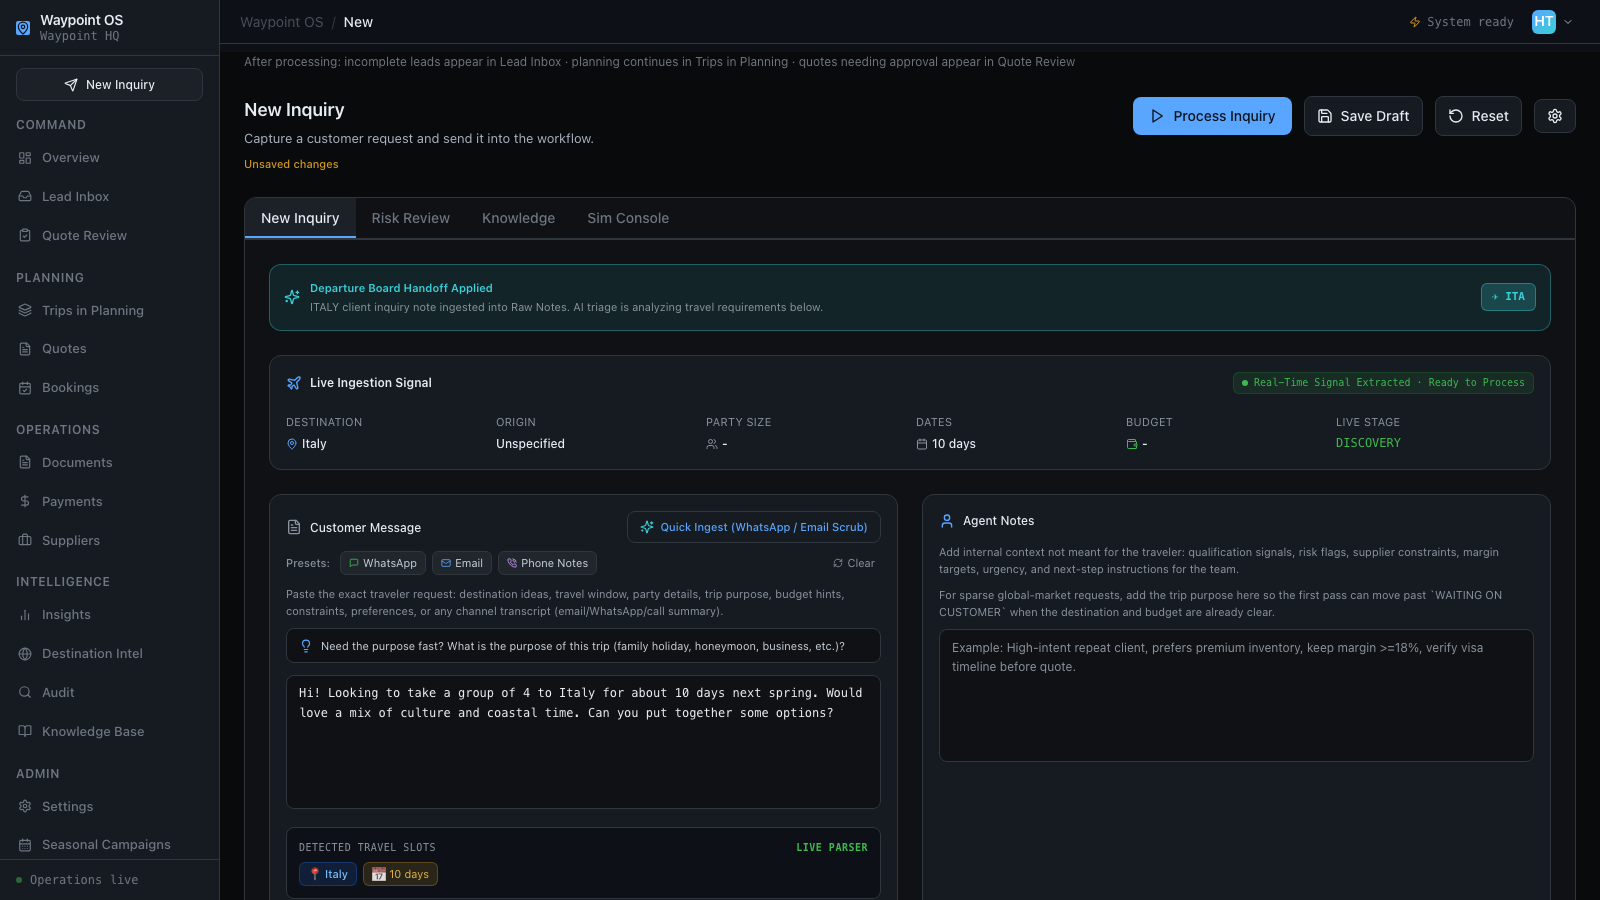 Waypoint OS
Waypoint HQ
New Inquiry
COMMAND
Overview
Lead Inbox
Quote Review
PLANNING
Trips in Planning
Quotes
Bookings
OPERATIONS
Documents
Payments
Suppliers
INTELLIGENCE
Insights
Destination Intel
Audit
Knowledge Base
ADMIN
Settings
Seasonal Campaigns
Operations live
Waypoint OS / New
System ready
HT
After processing: incomplete leads appear in Lead Inbox · planning continues in Trips in Planning · quotes needing approval appear in Quote Review
New Inquiry
Capture a customer request and send it into the workflow.
Unsaved changes
Process Inquiry
Save Draft
Reset
New Inquiry
Risk Review
Knowledge
Sim Console
Departure Board Handoff Applied
ITALY client inquiry note ingested into Raw Notes. AI triage is analyzing travel requirements below.
✈ ITA
Live Ingestion Signal
Real-Time Signal Extracted · Ready to Process
DESTINATION
Italy
ORIGIN
Unspecified
PARTY SIZE
-
DATES
10 days
BUDGET
-
LIVE STAGE
DISCOVERY
Customer Message
Quick Ingest (WhatsApp / Email Scrub)
Presets:
WhatsApp
Email
Phone Notes
Clear
Paste the exact traveler request: destination ideas, travel window, party details, trip purpose, budget hints,
constraints, preferences, or any channel transcript (email/WhatsApp/call summary).
Need the purpose fast? What is the purpose of this trip (family holiday, honeymoon, business, etc.)?
Hi! Looking to take a group of 4 to Italy for about 10 days next spring. Would
love a mix of culture and coastal time. Can you put together some options?
DETECTED TRAVEL SLOTS
LIVE PARSER
📍 Italy
📅 10 days
Agent Notes
Add internal context not meant for the traveler: qualification signals, risk flags, supplier constraints, margin
targets, urgency, and next-step instructions for the team.
For sparse global-market requests, add the trip purpose here so the first pass can move past `WAITING ON
CUSTOMER` when the destination and budget are already clear.
Example: High-intent repeat client, prefers premium inventory, keep margin >=18%, verify visa
timeline before quote.